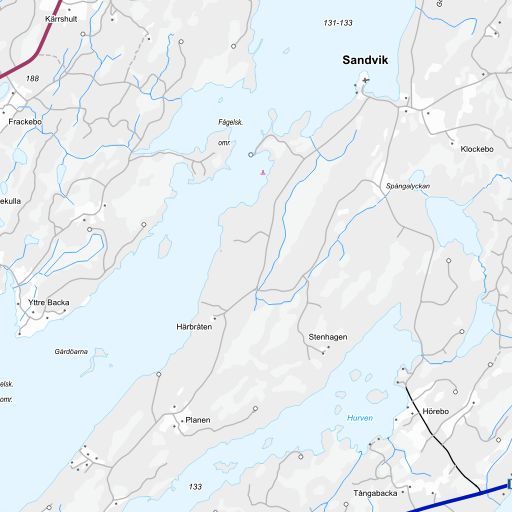 Kärrshult
131-133
Sandvik
188
Frackebo
Fågelsk.
omr.
Klockebo
Spångalyckan
ekulla
Yttre Backa
Härbråten
Stenhagen
Gårdöarna
elsk.
omr.
Planen
Hurven
Hörebo
133
Tångabacka